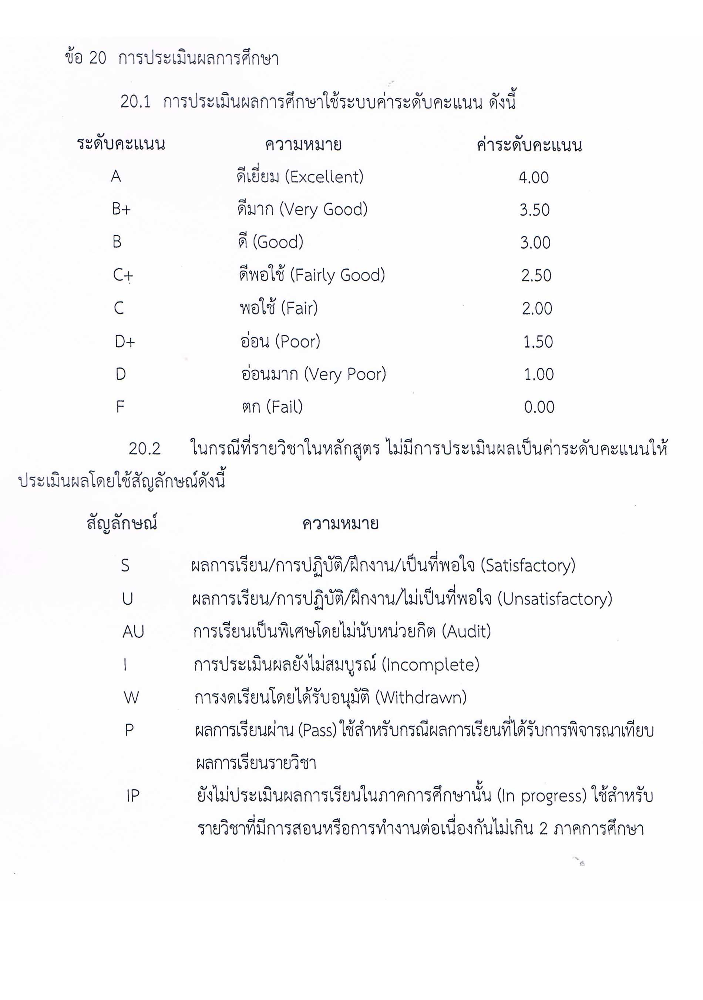 ข้อ 20 การประเมินผลการศึกษา
20.1 การประเมินผลการศึกษาใช้ระบบค่าระดับคะแนน ดังนี้
ระดับคะแนน ความหมาย ค่าระดับคะแนน
A ดีเยี่ยม (Excellent) 4.00
B+ ดีมาก (Very Good) 3.50
B ดี (Good) 3.00
C+ ดีพอใช้ (Fairly Good) 2.50
C พอใช้ (Fair) 2.00
D+ อ่อน (Poor) 1.50
D อ่อนมาก (Very Poor) 1.00
F ตก (Fail) 0.00
20.2 ในกรณีที่รายวิชาในหลักสูตร ไม่มีการประเมินผลเป็นค่าระดับคะแนนให้
ประเมินผลโดยใช้สัญลักษณ์ดังนี้
สัญลักษณ์ ความหมาย
S ผลการเรียน/การปฏิบัติ/ฝึกงาน/เป็นที่พอใจ (Satisfactory)
U ผลการเรียน/การปฏิบัติ/ฝึกงาน/ไม่เป็นที่พอใจ (Unsatisfactory)
AU การเรียนเป็นพิเศษโดยไม่นับหน่วยกิต (Audit)
I การประเมินผลยังไม่สมบูรณ์ (Incomplete)
W การงดเรียนโดยได้รับอนุมัติ (Withdrawn)
P ผลการเรียนผ่าน (Pass) ใช้สำหรับกรณีผลการเรียนที่ได้รับการพิจารณาเทียบ
ผลการเรียนรายวิชา
IP ยังไม่ประเมินผลการเรียนในภาคการศึกษานั้น (In progress) ใช้สำหรับ
รายวิชาที่มีการสอนหรือการทำงานต่อเนื่องกันไม่เกิน 2 ภาคการศึกษา